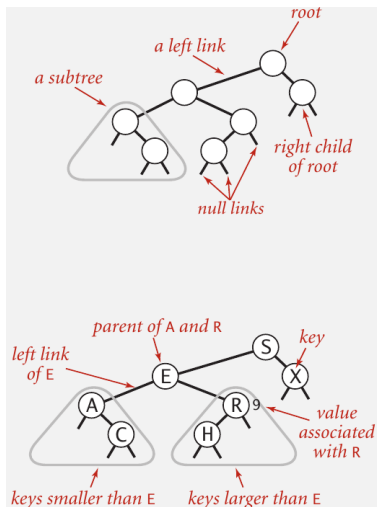 root
a left link
a subtree
right child
of root
null links
parent of A and R
key
left link
of E
S
E
X
A
R 9
C
H
value
associated
with R
keys smaller than E
keys larger than E